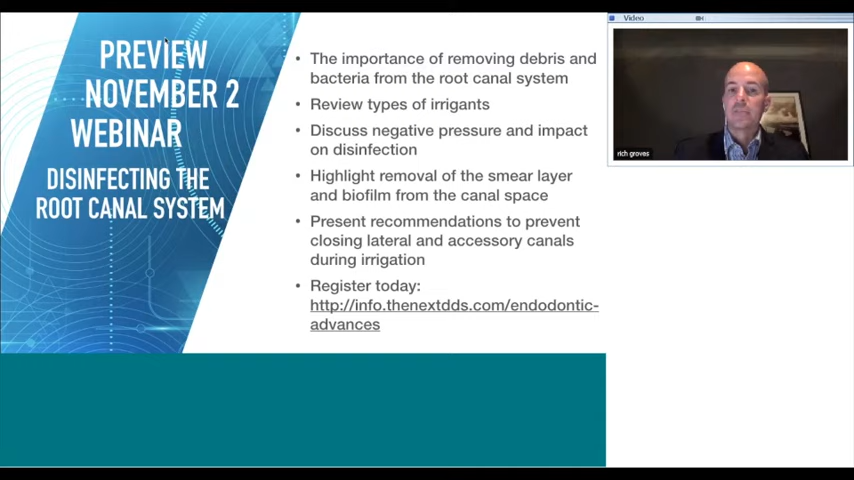 PREVIEW
NOVEMBER 2
WEBINAR
DISINFECTING THE
ROOT CANAL SYSTEM
• The importance of removing debris and
bacteria from the root canal system
• Review types of irrigants
• Discuss negative pressure and impact
on disinfection
• Highlight removal of the smear layer
and biofilm from the canal space
• Present recommendations to prevent
closing lateral and accessory canals
during irrigation
• Register today:
http://info.thenextdds.com/endodontic-
advances
Video
rich groves